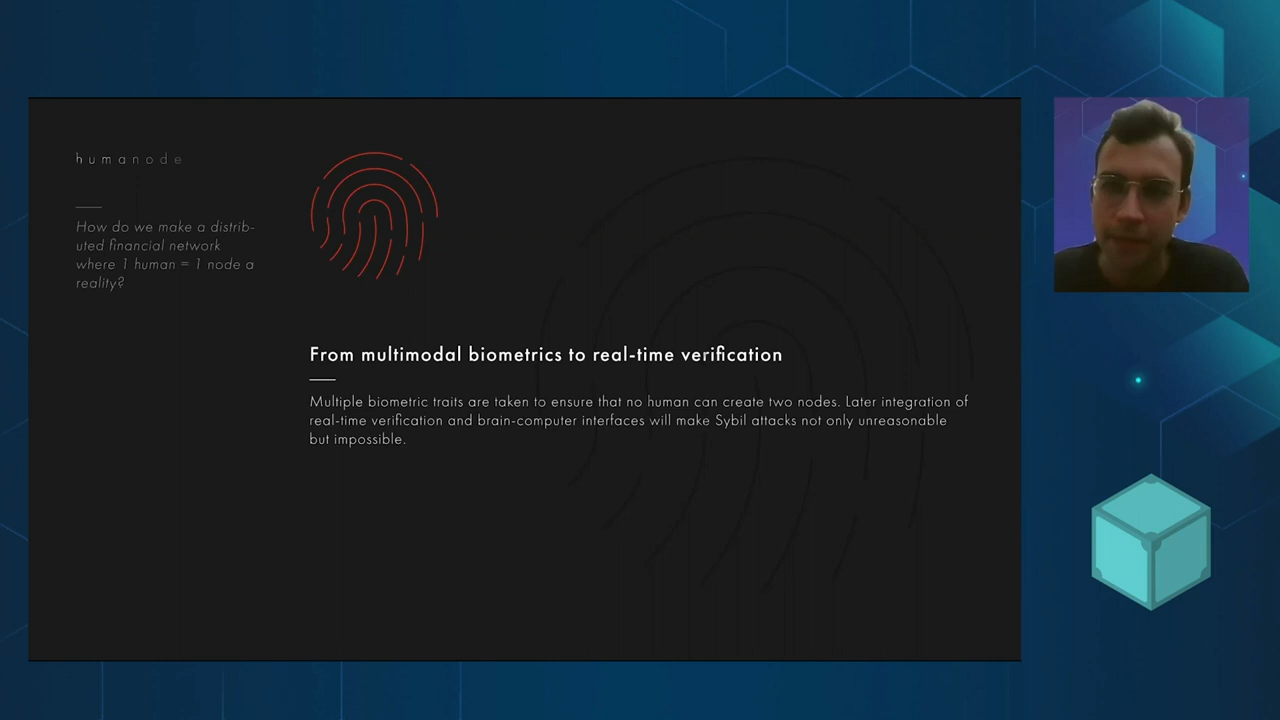 humanode
How do we make a distrib-
uted financial network
where 1 human = 1 node a
reality?
From multimodal biometrics to real-time verification
Multiple biometric traits are taken to ensure that no human can create two nodes. Later integration of
real-time verification and brain-computer interfaces will make Sybil attacks not only unreasonable
but impossible.